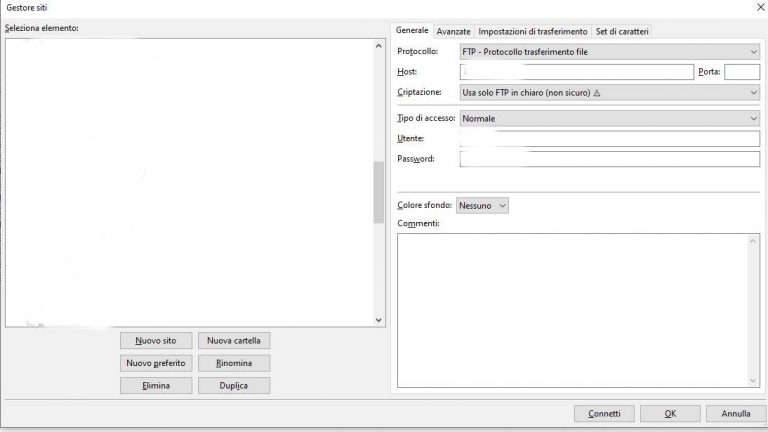 Gestore siti
Seleziona elemento:
Nuovo sito
Nuova cartella
Nuovo preferito
Rinomina
Elimina
Duplica
Generale
Avanzate
Impostazioni di trasferimento
Set di caratteri
Protocollo:
FTP - Protocollo trasferimento file
Host:
Porta:
Criptazione:
Usa solo FTP in chiaro (non sicuro) ⚠
Tipo di accesso:
Normale
Utente:
Password:
Colore sfondo:
Nessuno
Commenti:
Connetti
OK
Annulla